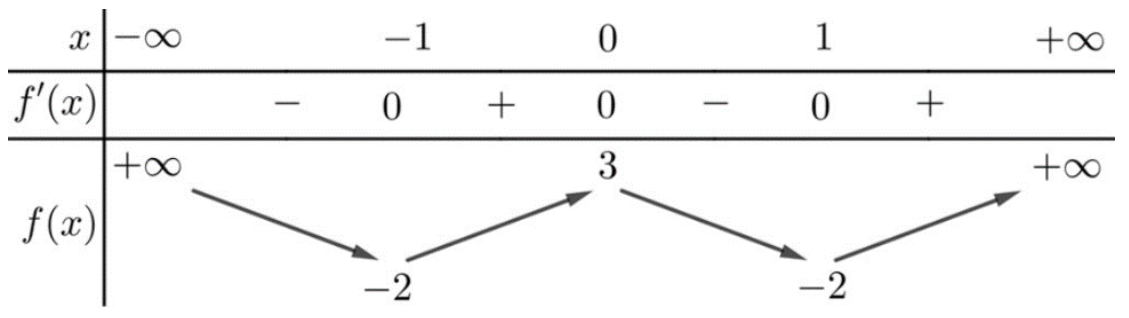 x −∞ −1 0 1 +∞
f′(x) − 0 + 0 − 0 +
+∞ 3 +∞
f(x)
−2 −2